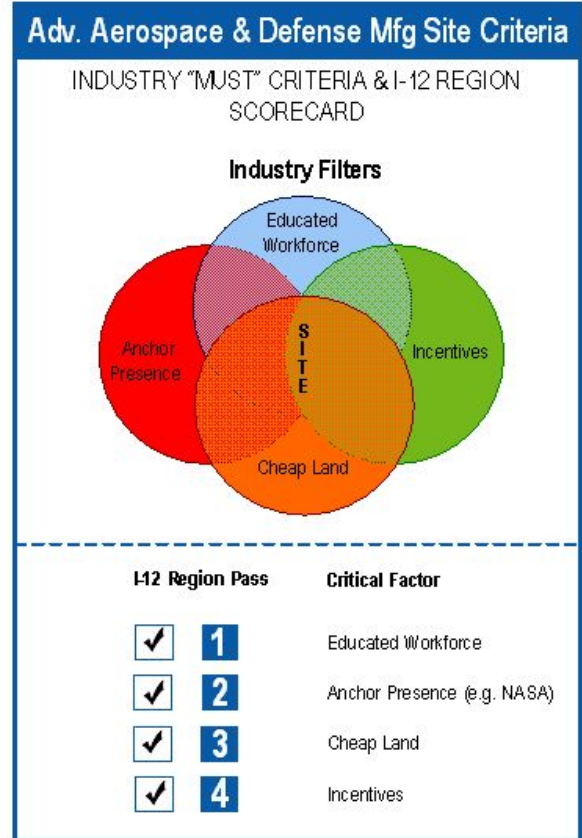 Adv. Aerospace & Defense Mfg Site Criteria
INDUSTRY “MUST” CRITERIA & I-12 REGION
SCORECARD
Industry Filters
Educated
Workforce
Anchor
Presence
S
I
T
E
Incentives
Cheap Land
I-12 Region Pass Critical Factor
1 Educated Workforce
2 Anchor Presence (e.g. NASA)
3 Cheap Land
4 Incentives